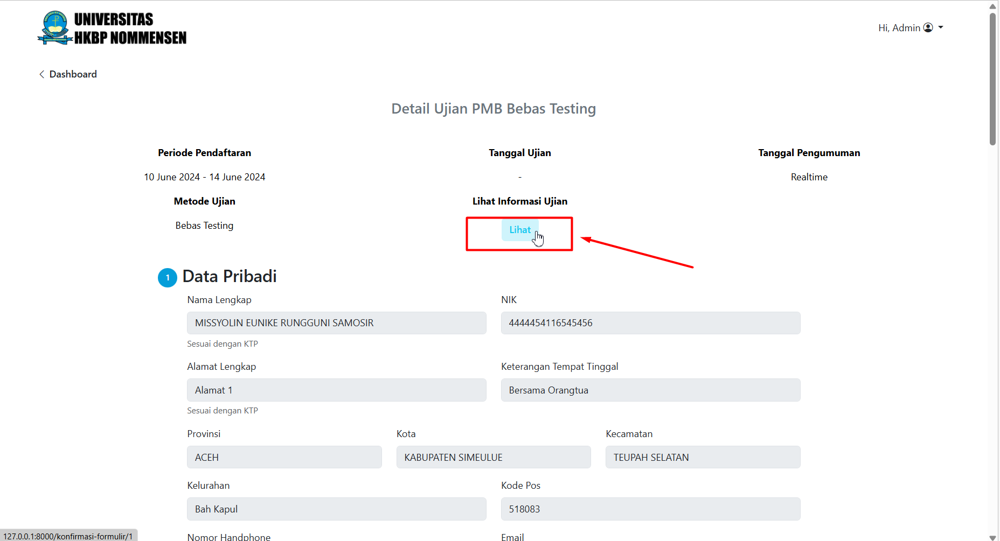 UNIVERSITAS
HKBP NOMMENSEN
Hi, Admin
Dashboard
Detail Ujian PMB Bebas Testing
Periode Pendaftaran Tanggal Ujian Tanggal Pengumuman
10 June 2024 - 14 June 2024 - Realtime
Metode Ujian Lihat Informasi Ujian
Bebas Testing Lihat
1 Data Pribadi
Nama Lengkap NIK
MISSYOLIN EUNIKE RUNGGUNI SAMOSIR 4444454116545456
Sesuai dengan KTP
Alamat Lengkap Keterangan Tempat Tinggal
Alamat 1 Bersama Orangtua
Sesuai dengan KTP
Provinsi Kota Kecamatan
ACEH KABUPATEN SIMEULUE TEUPAH SELATAN
Kelurahan Kode Pos
Bah Kapul 518083
Nomor Handphone Email
127.0.0.1:8000/konfirmasi-formulir/1